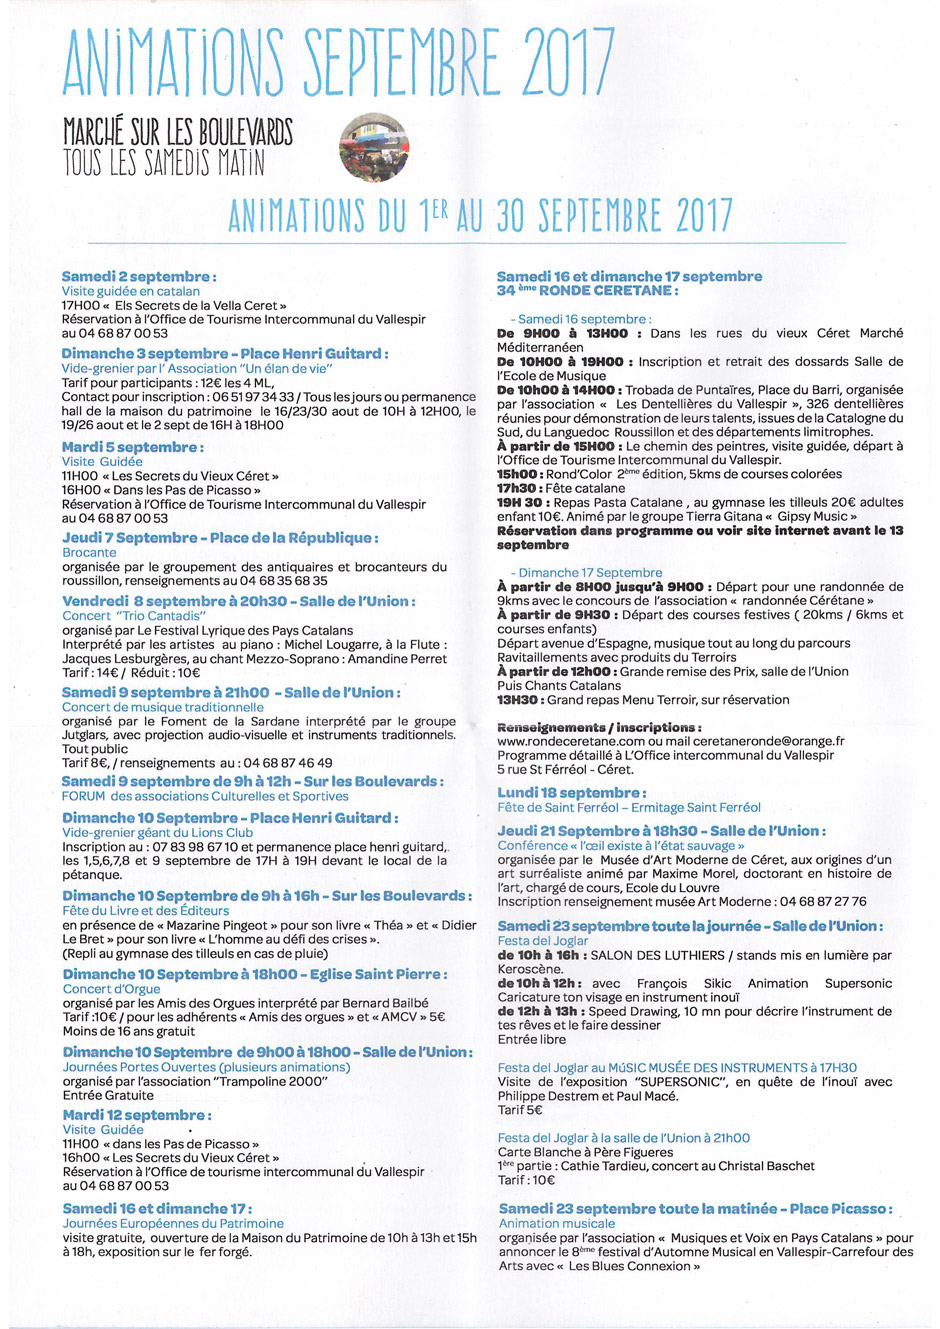 ANIMATIONS SEPTEMBRE 2017
MARCHÉ SUR LES BOULEVARDS
TOUS LES SAMEDIS MATIN
ANIMATIONS DU 1ER AU 30 SEPTEMBRE 2017
Samedi 2 septembre :
Visite guidée en catalan
17H00 « Els Secrets de la Vella Ceret »
Réservation à l'Office de Tourisme Intercommunal du Vallespir
au 04 68 87 00 53
Dimanche 3 septembre – Place Henri Guitard :
Vide-grenier par l' Association "Un élan de vie"
Tarif pour participants : 12€ les 4 ML,
Contact pour inscription : 06 51 97 34 33 / Tous les jours ou permanence
hall de la maison du patrimoine le 16/23/30 aout de 10H à 12H00, le
19/26 aout et le 2 sept de 16H à 18H00
Mardi 5 septembre :
Visite Guidée
11H00 « Les Secrets du Vieux Céret »
16H00 « Dans les Pas de Picasso »
Réservation à l'Office de Tourisme Intercommunal du Vallespir
au 04 68 87 00 53
Jeudi 7 Septembre – Place de la République :
Brocante
organisée par le groupement des antiquaires et brocanteurs du
roussillon, renseignements au 04 68 35 68 35
Vendredi 8 septembre à 20h30 – Salle de l'Union :
Concert "Trio Cantadis"
organisé par Le Festival Lyrique des Pays Catalans
Interprété par les artistes au piano : Michel Lougarre, à la Flute :
Jacques Lesburgères, au chant Mezzo-Soprano : Amandine Perret
Tarif : 14€ / Réduit : 10€
Samedi 9 septembre à 21h00 – Salle de l'Union :
Concert de musique traditionnelle
organisé par le Foment de la Sardane interprété par le groupe
Jutglars, avec projection audio-visuelle et instruments traditionnels.
Tout public
Tarif 8€, / renseignements au : 04 68 87 46 49
Samedi 9 septembre de 9h à 12h – Sur les Boulevards :
FORUM des associations Culturelles et Sportives
Dimanche 10 Septembre – Place Henri Guitard :
Vide-grenier géant du Lions Club
Inscription au : 07 83 98 67 10 et permanence place henri guitard,.
les 1,5,6,7,8 et 9 septembre de 17H à 19H devant le local de la
pétanque.
Dimanche 10 Septembre de 9h à 16h – Sur les Boulevards :
Fête du Livre et des Éditeurs
en présence de « Mazarine Pingeot » pour son livre « Théa » et « Didier
Le Bret » pour son livre « L'homme au défi des crises ».
(Repli au gymnase des tilleuls en cas de pluie)
Dimanche 10 Septembre à 18h00 – Eglise Saint Pierre :
Concert d'Orgue
organisé par les Amis des Orgues interprété par Bernard Bailbé
Tarif :10€ / pour les adhérents « Amis des orgues » et « AMCV » 5€
Moins de 16 ans gratuit
Dimanche 10 Septembre de 9h00 à 18h00 – Salle de l'Union :
Journées Portes Ouvertes (plusieurs animations)
organisé par l'association "Trampoline 2000"
Entrée Gratuite
Mardi 12 septembre :
Visite Guidée
11H00 « dans les Pas de Picasso »
16h00 « Les Secrets du Vieux Céret »
Réservation à l'Office de tourisme intercommunal du Vallespir
au 04 68 87 00 53
Samedi 16 et dimanche 17 :
Journées Européennes du Patrimoine
visite gratuite, ouverture de la Maison du Patrimoine de 10h à 13h et 15h
à 18h, exposition sur le fer forgé.
Samedi 16 et dimanche 17 septembre
34 ème RONDE CERETANE :
- Samedi 16 septembre :
De 9H00 à 13H00 : Dans les rues du vieux Céret Marché
Méditerranéen
De 10H00 à 19H00 : Inscription et retrait des dossards Salle de
l'Ecole de Musique
De 10h00 à 14H00 : Trobada de Puntaïres, Place du Barri, organisée
par l'association « Les Dentellières du Vallespir », 326 dentellières
réunies pour démonstration de leurs talents, issues de la Catalogne du
Sud, du Languedoc Roussillon et des départements limitrophes.
À partir de 15H00 : Le chemin des peintres, visite guidée, départ à
l'Office de Tourisme Intercommunal du Vallespir.
15h00 : Rond'Color 2ème édition, 5kms de courses colorées
17h30 : Fête catalane
19H 30 : Repas Pasta Catalane , au gymnase les tilleuls 20€ adultes
enfant 10€. Animé par le groupe Tierra Gitana « Gipsy Music »
Réservation dans programme ou voir site internet avant le 13
septembre
- Dimanche 17 Septembre
À partir de 8H00 jusqu'à 9H00 : Départ pour une randonnée de
9kms avec le concours de l'association « randonnée Cérétane »
À partir de 9H30 : Départ des courses festives ( 20kms / 6kms et
courses enfants)
Départ avenue d'Espagne, musique tout au long du parcours
Ravitaillements avec produits du Terroirs
À partir de 12h00 : Grande remise des Prix, salle de l'Union
Puis Chants Catalans
13H30 : Grand repas Menu Terroir, sur réservation
Renseignements / inscriptions :
www.rondeceretane.com ou mail ceretaneronde@orange.fr
Programme détaillé à L'Office intercommunal du Vallespir
5 rue St Férréol - Céret.
Lundi 18 septembre :
Fête de Saint Ferréol – Ermitage Saint Ferréol
Jeudi 21 Septembre à 18h30 – Salle de l'Union :
Conférence « l'œil existe à l'état sauvage »
organisée par le Musée d'Art Moderne de Céret, aux origines d'un
art surréaliste animé par Maxime Morel, doctorant en histoire de
l'art, chargé de cours, Ecole du Louvre
Inscription renseignement musée Art Moderne : 04 68 87 27 76
Samedi 23 septembre toute la journée – Salle de l'Union :
Festa del Joglar
de 10h à 16h : SALON DES LUTHIERS / stands mis en lumière par
Keroscène.
de 10h à 12h : avec François Sikic Animation Supersonic
Caricature ton visage en instrument inouï
de 12h à 13h : Speed Drawing, 10 mn pour décrire l'instrument de
tes rêves et le faire dessiner
Entrée libre
Festa del Joglar au MúSIC MUSÉE DES INSTRUMENTS à 17H30
Visite de l'exposition "SUPERSONIC", en quête de l'inouï avec
Philippe Destrem et Paul Macé.
Tarif 5€
Festa del Joglar à la salle de l'Union à 21h00
Carte Blanche à Père Figueres
1ère partie : Cathie Tardieu, concert au Christal Baschet
Tarif : 10€
Samedi 23 septembre toute la matinée – Place Picasso :
Animation musicale
organisée par l'association « Musiques et Voix en Pays Catalans » pour
annoncer le 8ème festival d'Automne Musical en Vallespir-Carrefour des
Arts avec « Les Blues Connexion »